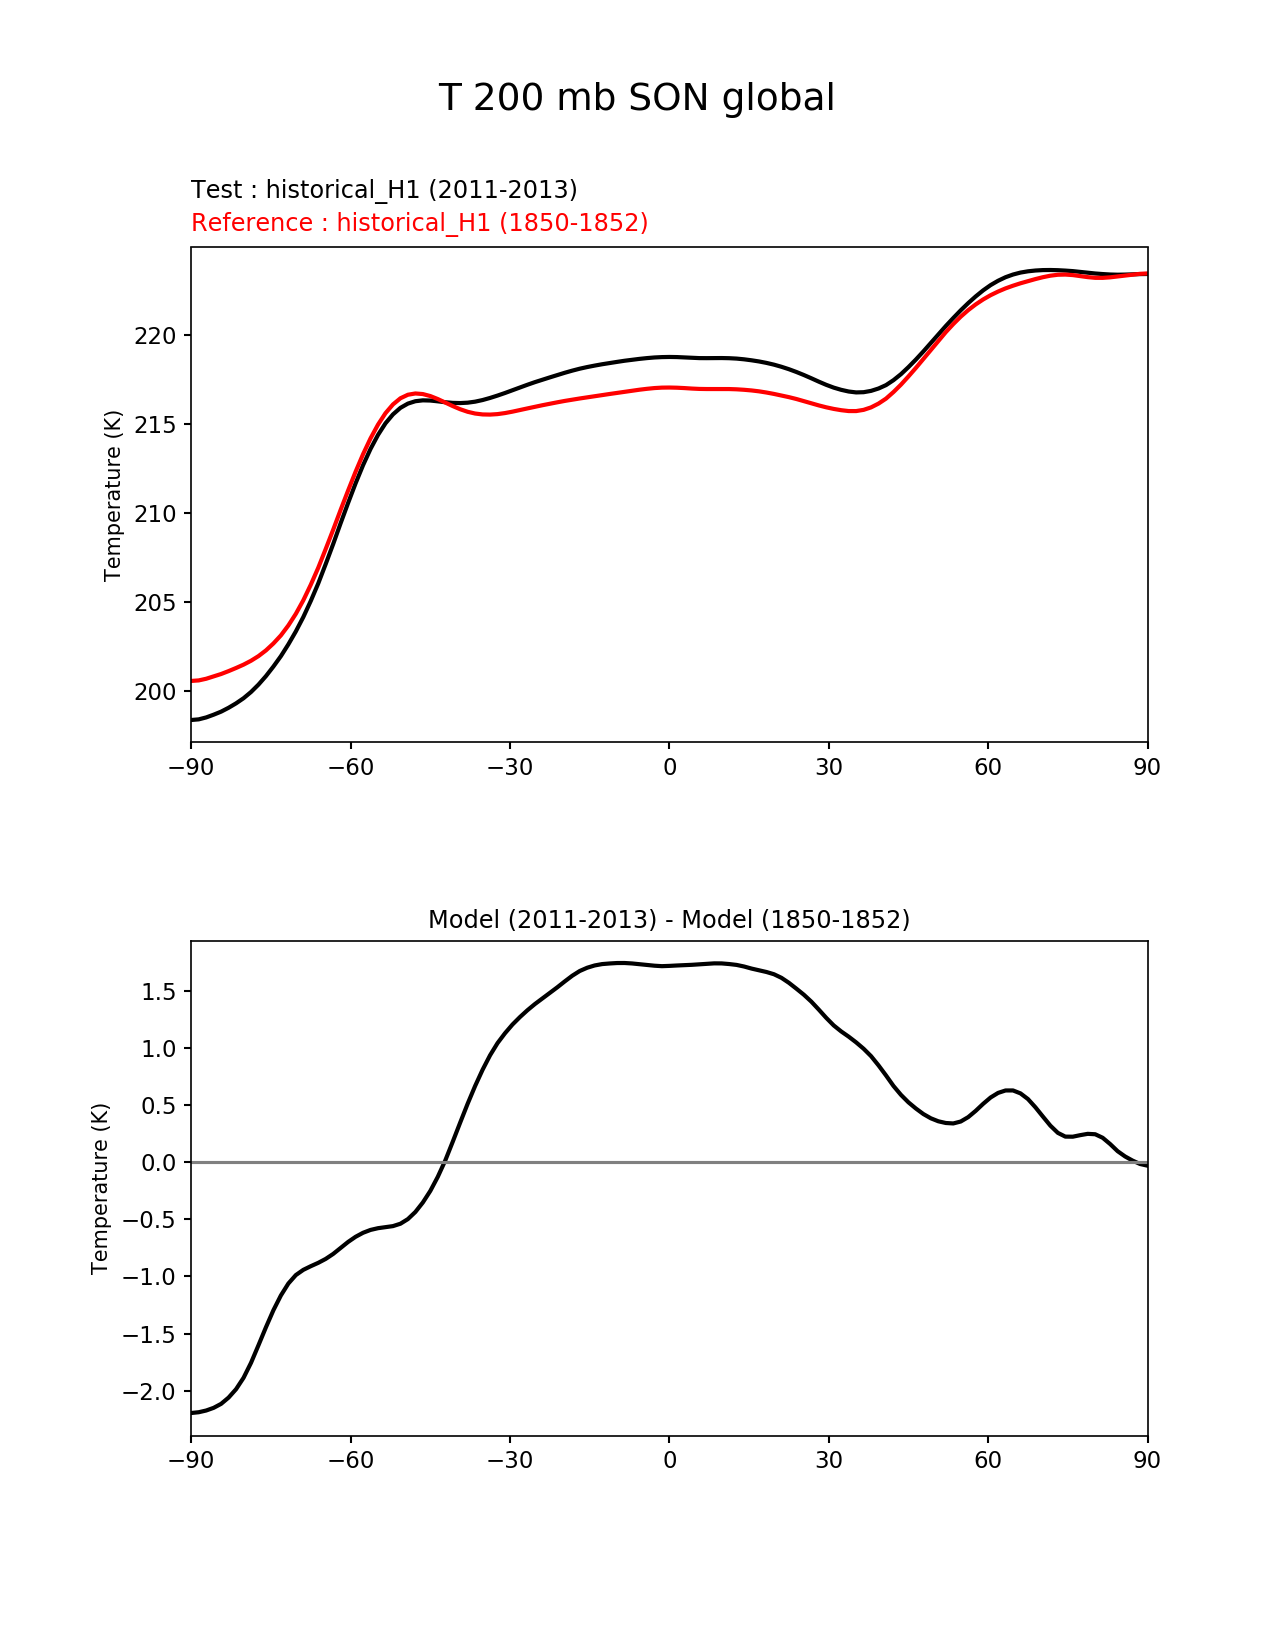 T 200 mb SON global
Test : historical_H1 (2011-2013)
Reference : historical_H1 (1850-1852)
Temperature (K)
220
215
210
205
200
−90 −60 −30 0 30 60 90
Model (2011-2013) - Model (1850-1852)
Temperature (K)
1.5
1.0
0.5
0.0
−0.5
−1.0
−1.5
−2.0
−90 −60 −30 0 30 60 90